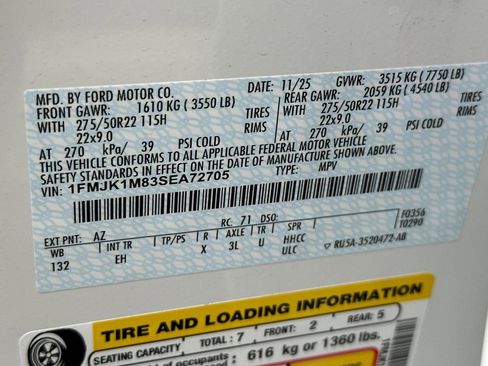 MFD. BY FORD MOTOR CO.
DATE: 11/25 GVWR: 3515 KG (7750 LB)
FRONT GAWR: 1610 KG (3550 LB) REAR GAWR: 2059 KG (4540 LB)
WITH 275/50R22 115H TIRES WITH 275/50R22 115H TIRES
22x9.0 RIMS 22x9.0 RIMS
AT 270 kPa/ 39 PSI COLD AT 270 kPa/ 39 PSI COLD
THIS VEHICLE CONFORMS TO ALL APPLICABLE FEDERAL MOTOR VEHICLE
SAFETY STANDARDS IN EFFECT ON THE DATE OF MANUFACTURE SHOWN ABOVE.
VIN: 1FMJK1M83SEA72705 TYPE: MPV
EXT PNT: AZ RC: 71 DSO: F0356
WB INT TR TP/PS R AXLE TR SPR T0290
132 EH X 3L U HHCC
ULC RU5A-3520472-AB
TIRE AND LOADING INFORMATION
SEATING CAPACITY TOTAL: 7 FRONT: 2 REAR: 5
of occupants 616 kg or 1360 lbs.